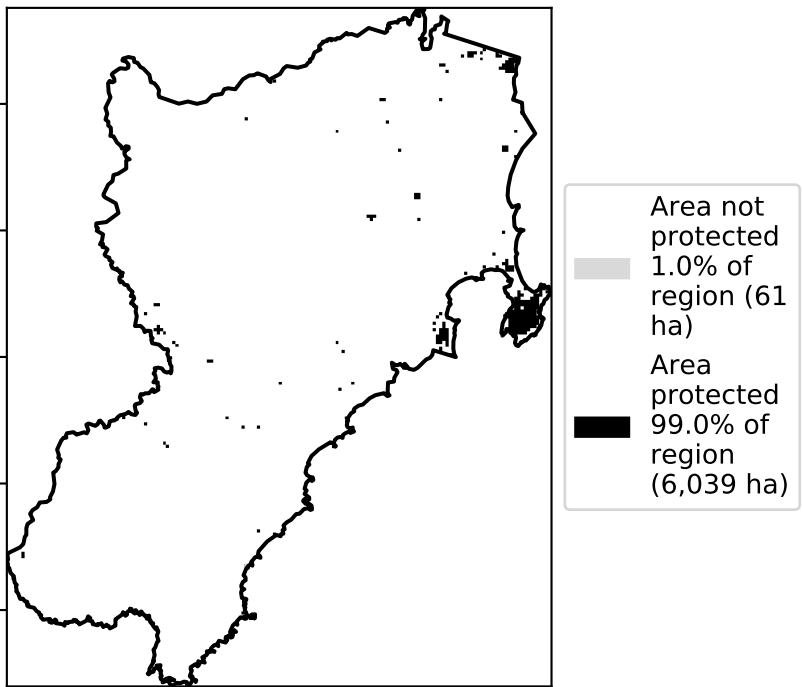 Area not
protected
1.0% of
region (61
ha)
Area
protected
99.0% of
region
(6,039 ha)